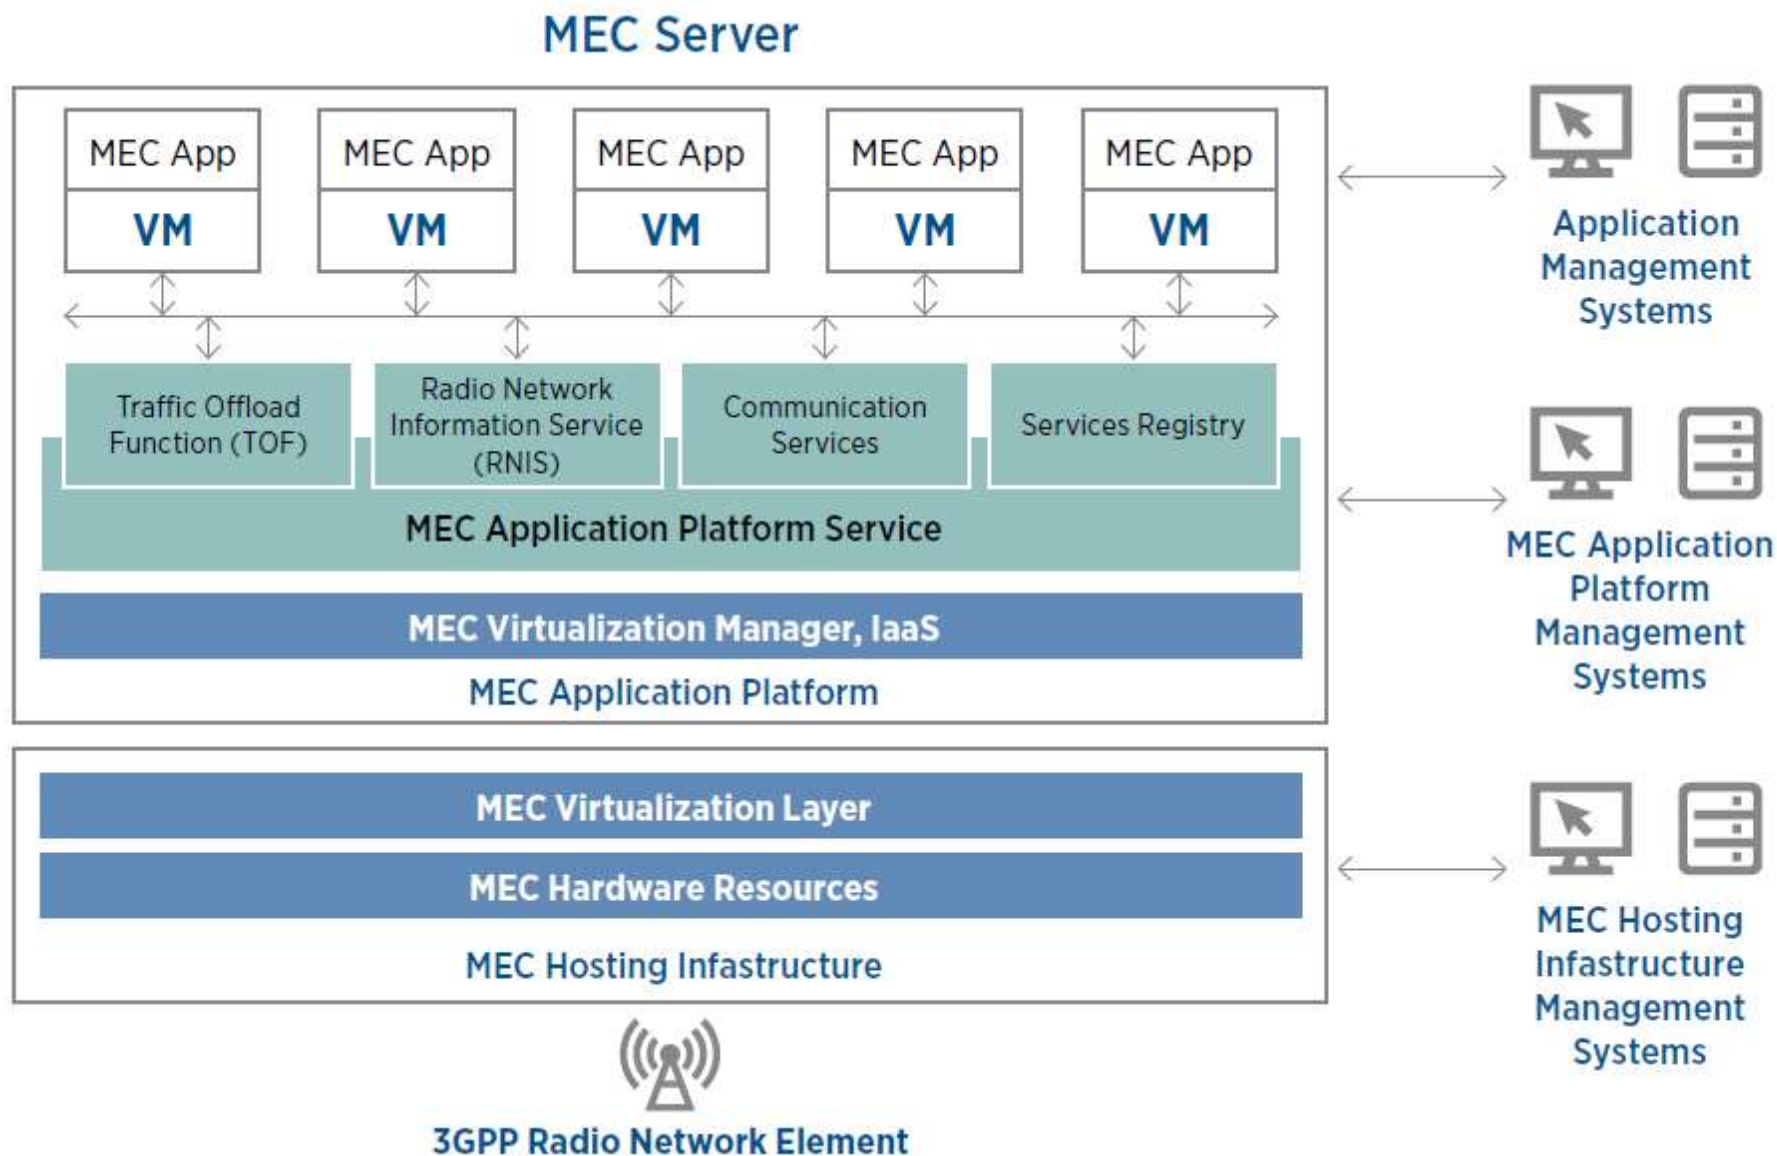 MEC Server
MEC App
VM
MEC App
VM
MEC App
VM
MEC App
VM
MEC App
VM
Traffic Offload
Function (TOF)
Radio Network
Information Service
(RNIS)
Communication
Services
Services Registry
MEC Application Platform Service
MEC Virtualization Manager, IaaS
MEC Application Platform
MEC Virtualization Layer
MEC Hardware Resources
MEC Hosting Infastructure
3GPP Radio Network Element
Application
Management
Systems
MEC Application
Platform
Management
Systems
MEC Hosting
Infastructure
Management
Systems